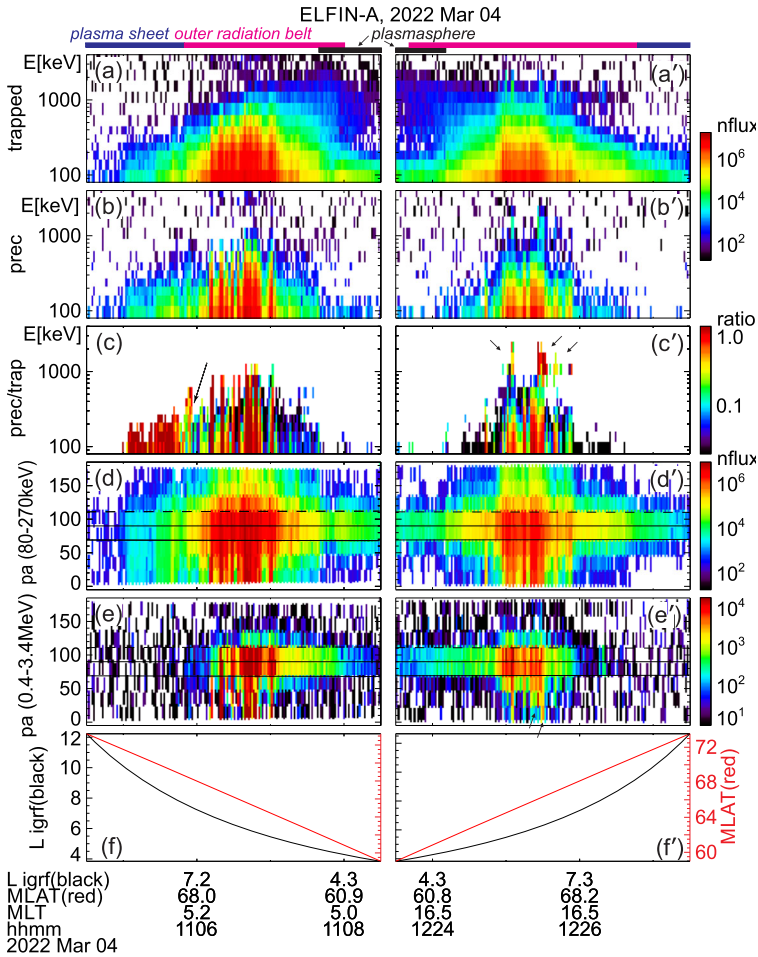 ELFIN-A, 2022 Mar 04
plasma sheet outer radiation belt plasmasphere
E[keV] (a) (a′)
1000
100
trapped
nflux
10^6
10^4
10^2
E[keV] (b) (b′)
1000
100
prec
E[keV] (c) (c′)
1000
100
prec/trap
ratio
1.0
0.1
(d) (d′)
150
100
50
0
pa (80-270keV)
nflux
10^6
10^4
10^2
(e) (e′)
150
100
50
0
pa (0.4-3.4MeV)
10^4
10^3
10^2
10^1
12
10
8
6
4
L igrf(black)
(f) (f′)
72
68
64
60
MLAT(red)
L igrf(black) 7.2 4.3 4.3 7.3
MLAT(red) 68.0 60.9 60.8 68.2
MLT 5.2 5.0 16.5 16.5
hhmm 1106 1108 1224 1226
2022 Mar 04